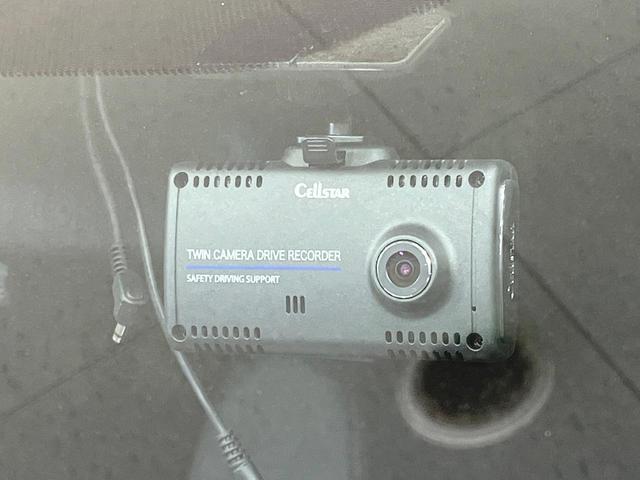 CELLSTAR
TWIN CAMERA DRIVE RECORDER
SAFETY DRIVING SUPPORT